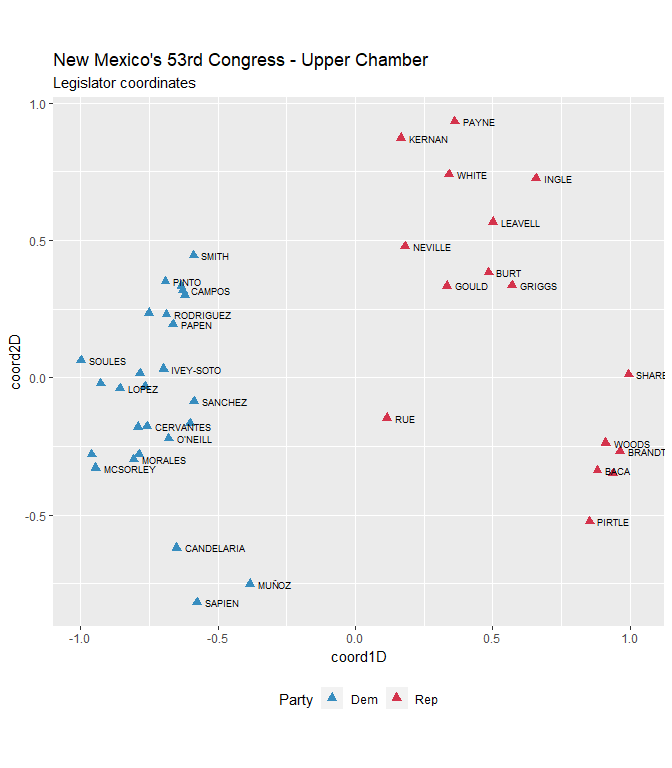 New Mexico's 53rd Congress - Upper Chamber
Legislator coordinates
1.0
PAYNE
KERNAN
WHITE
INGLE
LEAVELL
0.5
NEVILLE
SMITH
BURT
PINTO
GOULD
GRIGGS
CAMPOS
RODRIGUEZ
PAPEN
coord2D
SOULES
IVEY-SOTO
0.0
SHARE
LOPEZ
SANCHEZ
RUE
CERVANTES
O'NEILL
WOODS
BRANDT
MORALES
MCSORLEY
BACA
-0.5
PIRTLE
CANDELARIA
MUÑOZ
SAPIEN
-1.0 -0.5 0.0 0.5 1.0
coord1D
Party Dem Rep